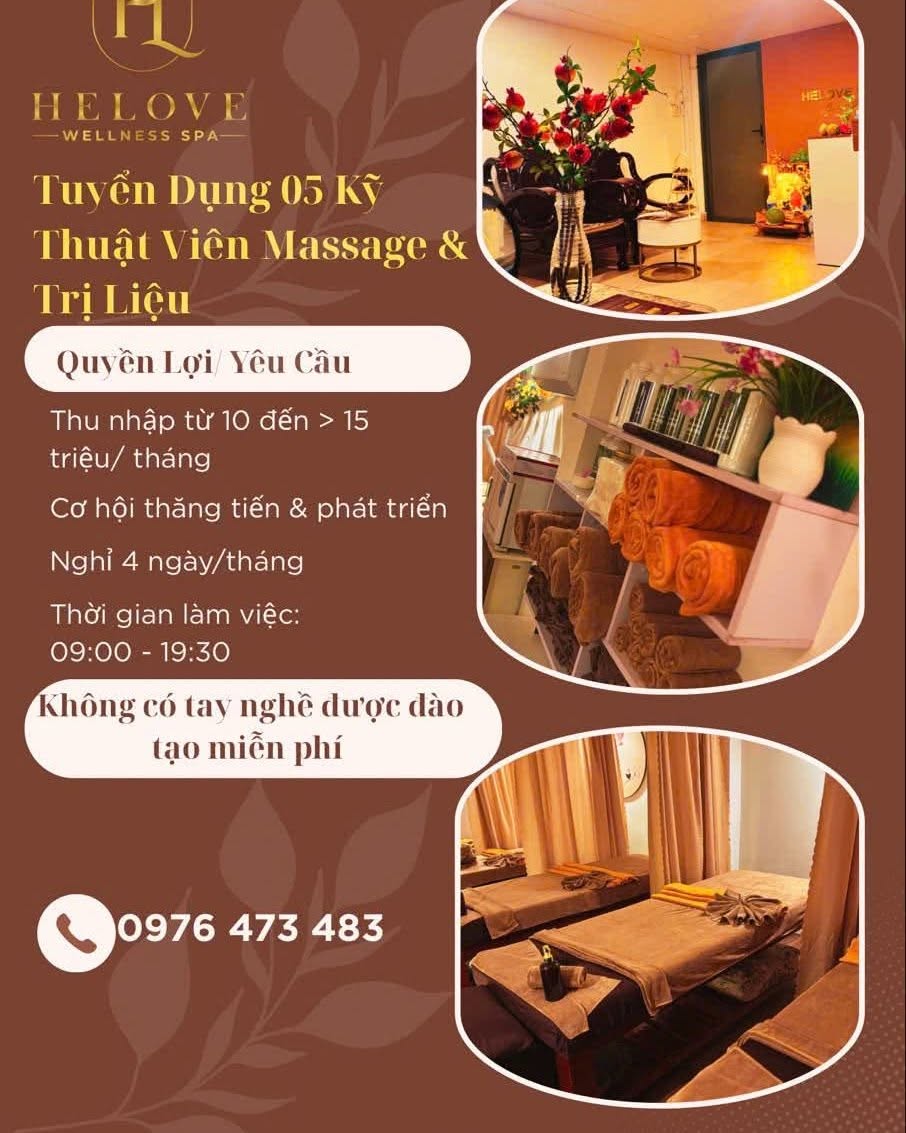 HELOVE
WELLNESS SPA
Tuyển Dụng 05 Kỹ
Thuật Viên Massage &
Trị Liệu
Quyền Lợi/ Yêu Cầu
Thu nhập từ 10 đến > 15
triệu/ tháng
Cơ hội thăng tiến & phát triển
Nghỉ 4 ngày/tháng
Thời gian làm việc:
09:00 - 19:30
Không có tay nghề được đào
tạo miễn phí
0976 473 483
HELOVE